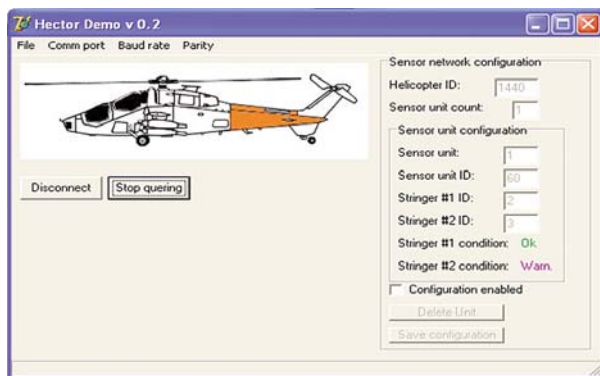 Hector Demo v 0.2
File Comm port Baud rate Parity
Disconnect Stop quering
Sensor network configuration
Helicopter ID: 1440
Sensor unit count: 1
Sensor unit configuration
Sensor unit: 1
Sensor unit ID: 60
Stringer #1 ID: 2
Stringer #2 ID: 3
Stringer #1 condition: Ok
Stringer #2 condition: Warn.
Configuration enabled
Delete Unit
Save configuration